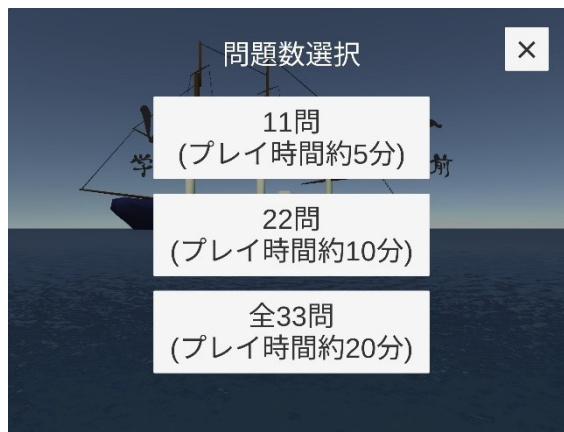 問題数選択
×
11問
(プレイ時間約5分)
学
前
22問
(プレイ時間約10分)
全33問
(プレイ時間約20分)